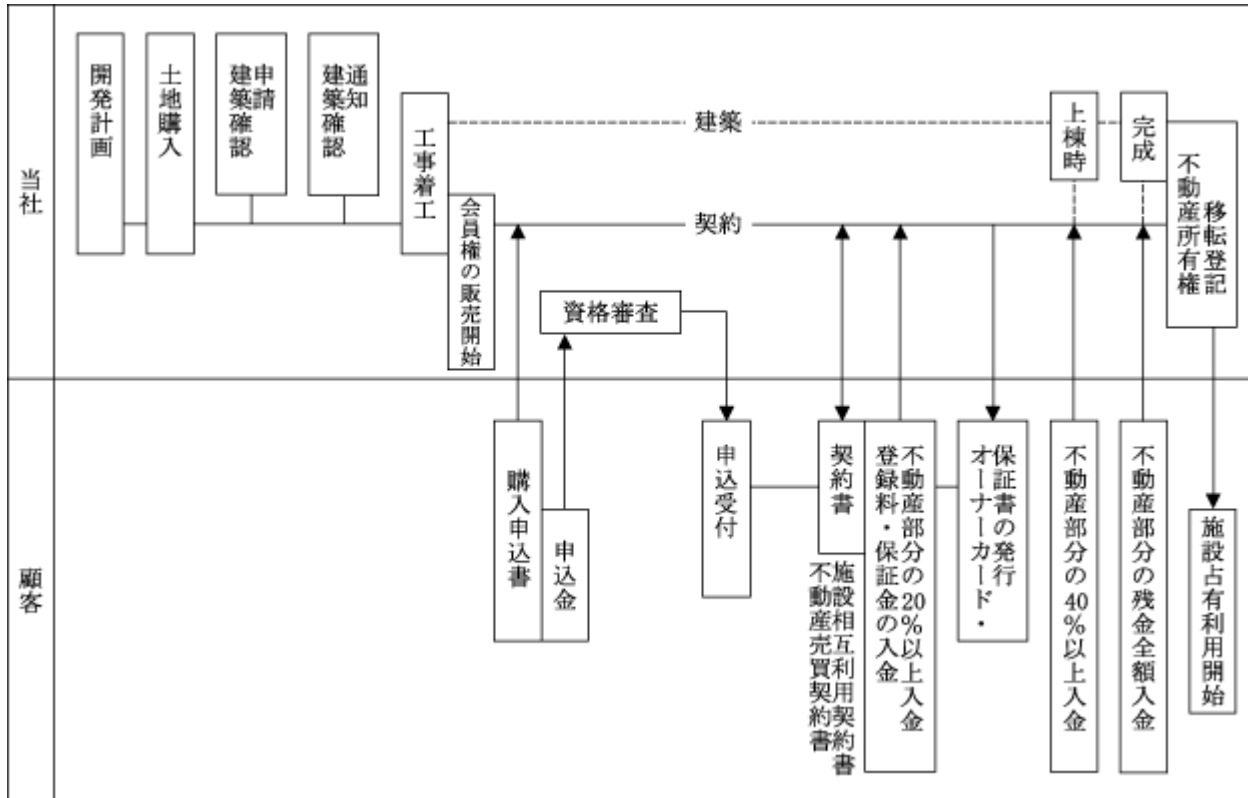 当社
開発計画
土地購入
建築確認
申請
建築確認
通知
工事着工
建築
上棟時
完成
不動産所有権
移転登記
会員権の販売開始
契約
資格審査
顧客
購入申込書
申込金
申込受付
契約書
不動産売買契約書
施設相互利用契約書
登録料・保証金の入金
不動産部分の20%以上入金
オーナーカード・
保証書の発行
不動産部分の40%以上入金
不動産部分の残金全額入金
施設占有利用開始